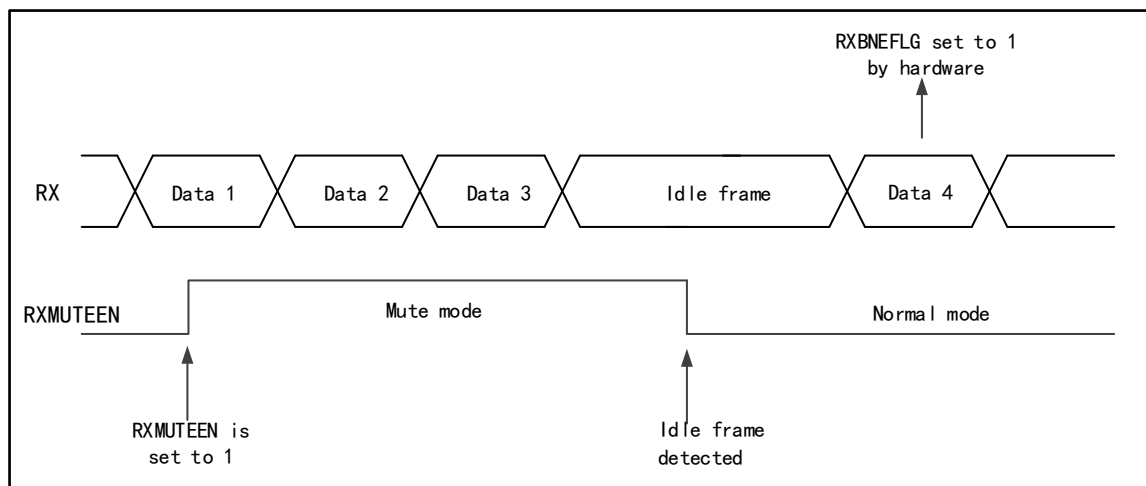 RXBNEFLG set to 1
by hardware
RX
Data 1
Data 2
Data 3
Idle frame
Data 4
RXMUTEEN
Mute mode
Normal mode
RXMUTEEN is
set to 1
Idle frame
detected